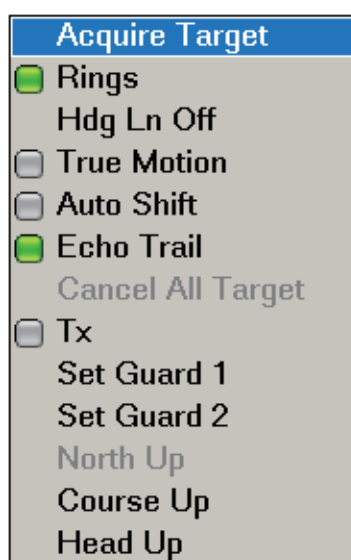 Acquire Target
Rings
Hdg Ln Off
True Motion
Auto Shift
Echo Trail
Cancel All Target
Tx
Set Guard 1
Set Guard 2
North Up
Course Up
Head Up